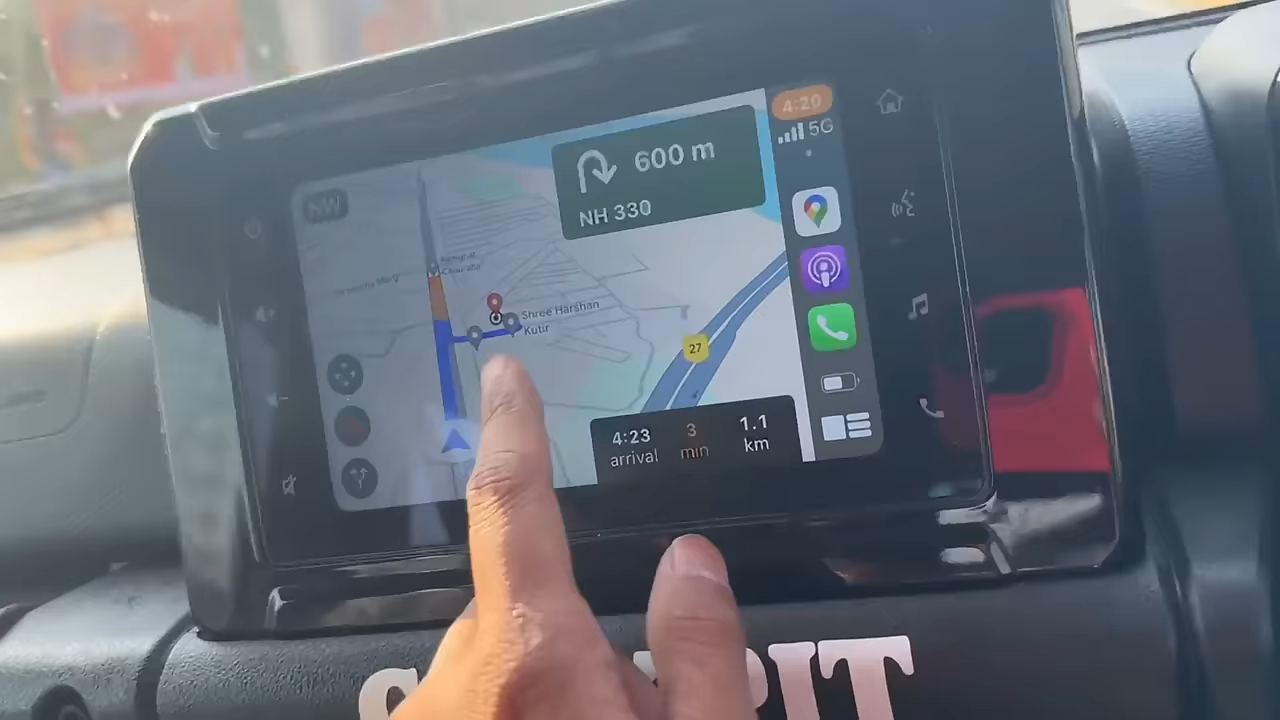 4:20
5G
600 m
NH 330
NW
Shree Harshan
Kutir
27
4:23
arrival
3
min
1.1
km